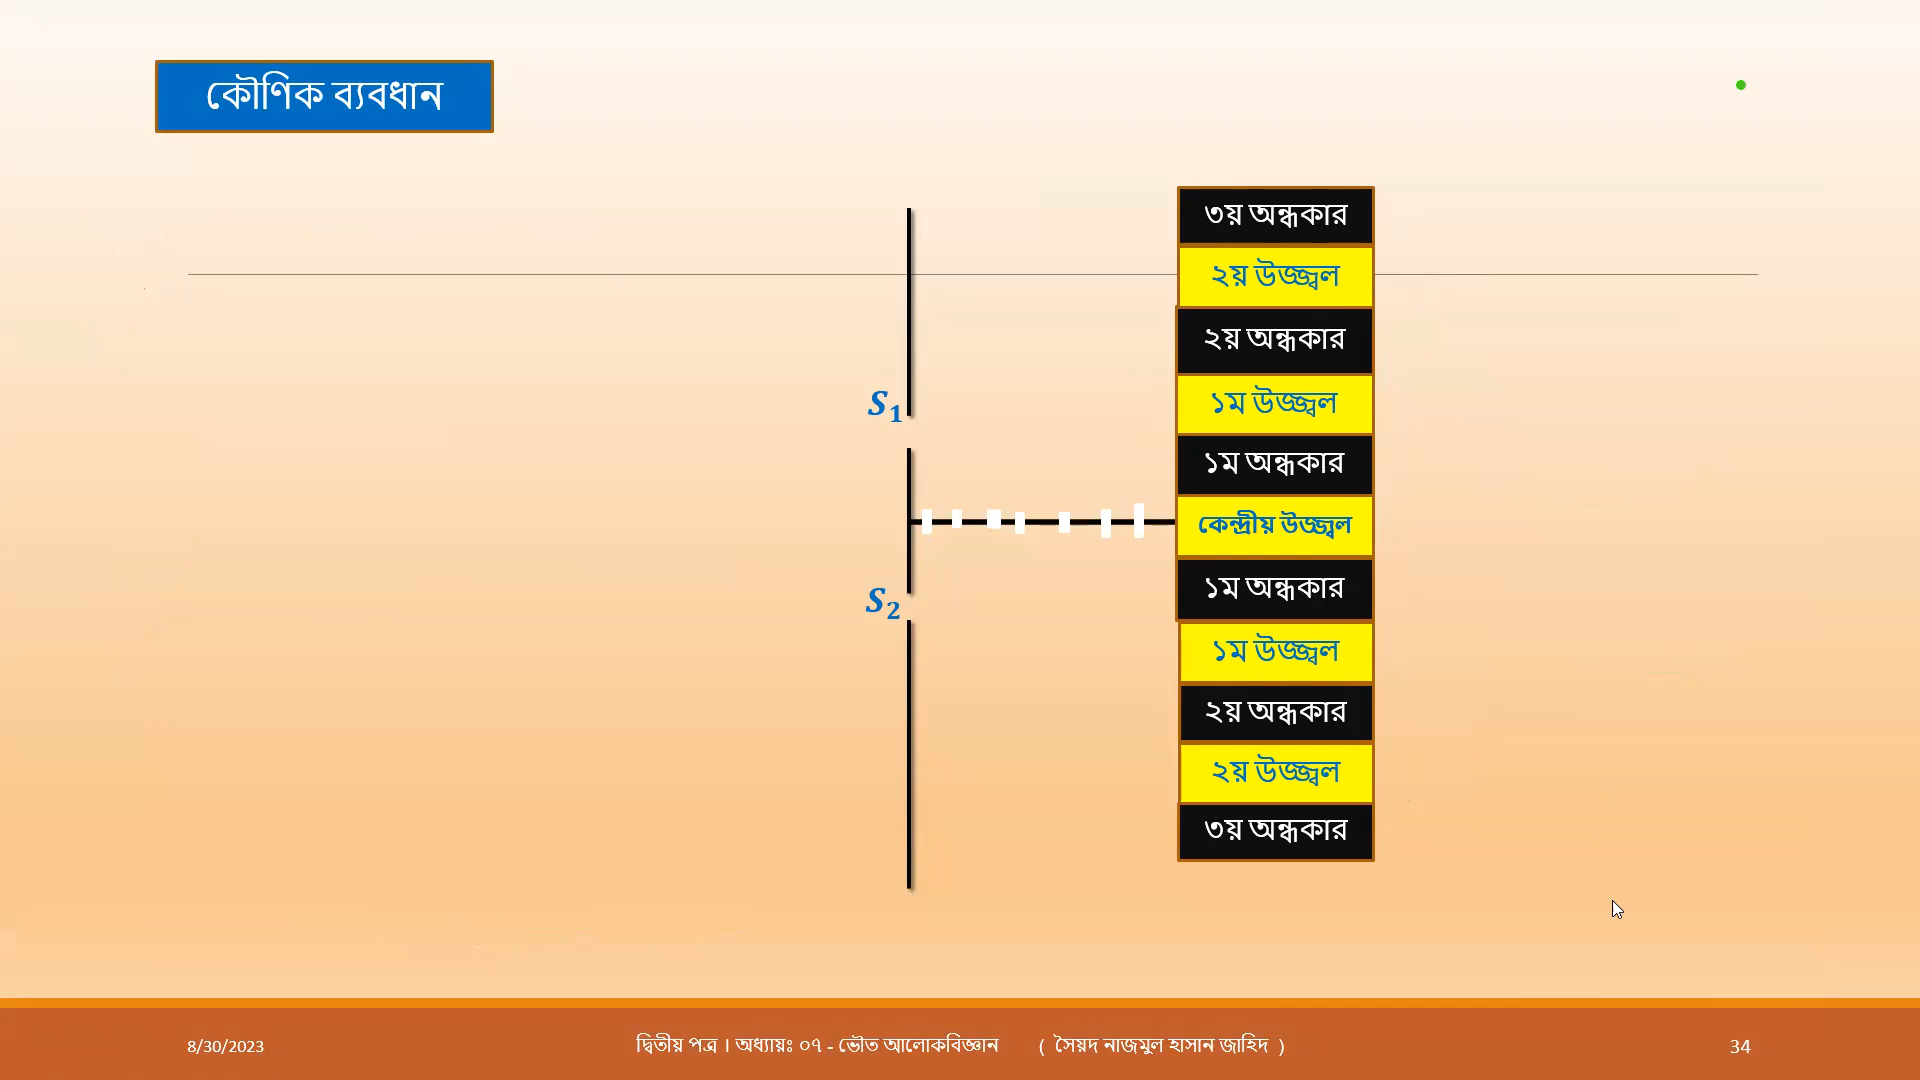 কৌণিক ব্যবধান
৩য় অন্ধকার
২য় উজ্জ্বল
২য় অন্ধকার
১ম উজ্জ্বল
S₁
১ম অন্ধকার
কেন্দ্রীয় উজ্জ্বল
১ম অন্ধকার
S₂
১ম উজ্জ্বল
২য় অন্ধকার
২য় উজ্জ্বল
৩য় অন্ধকার
8/30/2023
দ্বিতীয় পত্র । অধ্যায়ঃ ০৭ - ভৌত আলোকবিজ্ঞান ( সৈয়দ নাজমুল হাসান জাহিদ )
34